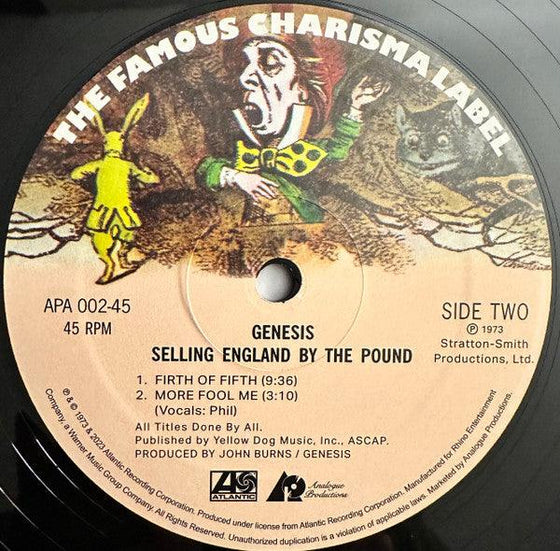 THE FAMOUS CHARISMA LABEL
APA 002-45
45 RPM
SIDE TWO
℗ 1973
Stratton-Smith
Productions, Ltd.
GENESIS
SELLING ENGLAND BY THE POUND
1. FIRTH OF FIFTH (9:36)
2. MORE FOOL ME (3:10)
(Vocals: Phil)
All Titles Done By All.
Published by Yellow Dog Music, Inc., ASCAP.
PRODUCED BY JOHN BURNS / GENESIS
ATLANTIC
Analogue
Productions
℗ & © 1973 & 2023 Atlantic Recording Corporation. Produced under license from Atlantic Recording Corporation. Manufactured for Rhino Entertainment
Company, a Warner Music Group Company. All Rights Reserved. Unauthorized duplication is a violation of applicable laws. Marketed by Analogue Productions.